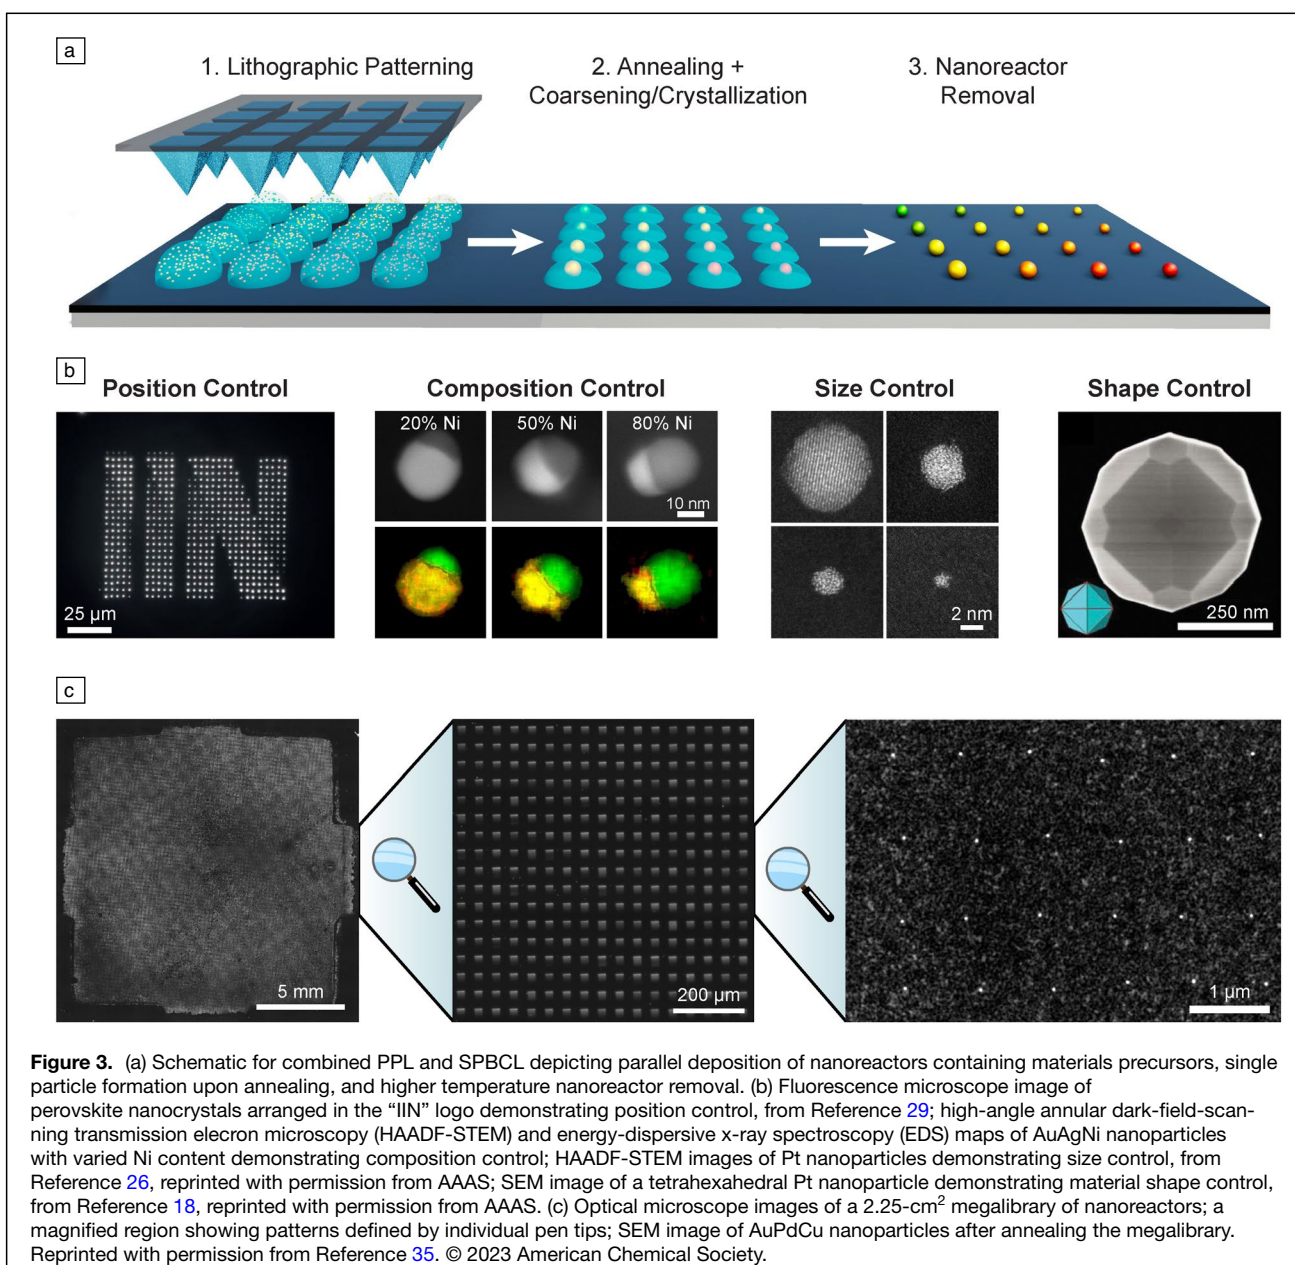 a
1. Lithographic Patterning
2. Annealing +
Coarsening/Crystallization
3. Nanoreactor
Removal
b
Position Control
Composition Control
Size Control
Shape Control
20% Ni
50% Ni
80% Ni
10 nm
25 µm
2 nm
250 nm
c
5 mm
200 µm
1 µm
Figure 3. (a) Schematic for combined PPL and SPBCL depicting parallel deposition of nanoreactors containing materials precursors, single
particle formation upon annealing, and higher temperature nanoreactor removal. (b) Fluorescence microscope image of
perovskite nanocrystals arranged in the “IIN” logo demonstrating position control, from Reference 29; high-angle annular dark-field-scan-
ning transmission elecron microscopy (HAADF-STEM) and energy-dispersive x-ray spectroscopy (EDS) maps of AuAgNi nanoparticles
with varied Ni content demonstrating composition control; HAADF-STEM images of Pt nanoparticles demonstrating size control, from
Reference 26, reprinted with permission from AAAS; SEM image of a tetrahexahedral Pt nanoparticle demonstrating material shape control,
from Reference 18, reprinted with permission from AAAS. (c) Optical microscope images of a 2.25-cm² megalibrary of nanoreactors; a
magnified region showing patterns defined by individual pen tips; SEM image of AuPdCu nanoparticles after annealing the megalibrary.
Reprinted with permission from Reference 35. © 2023 American Chemical Society.